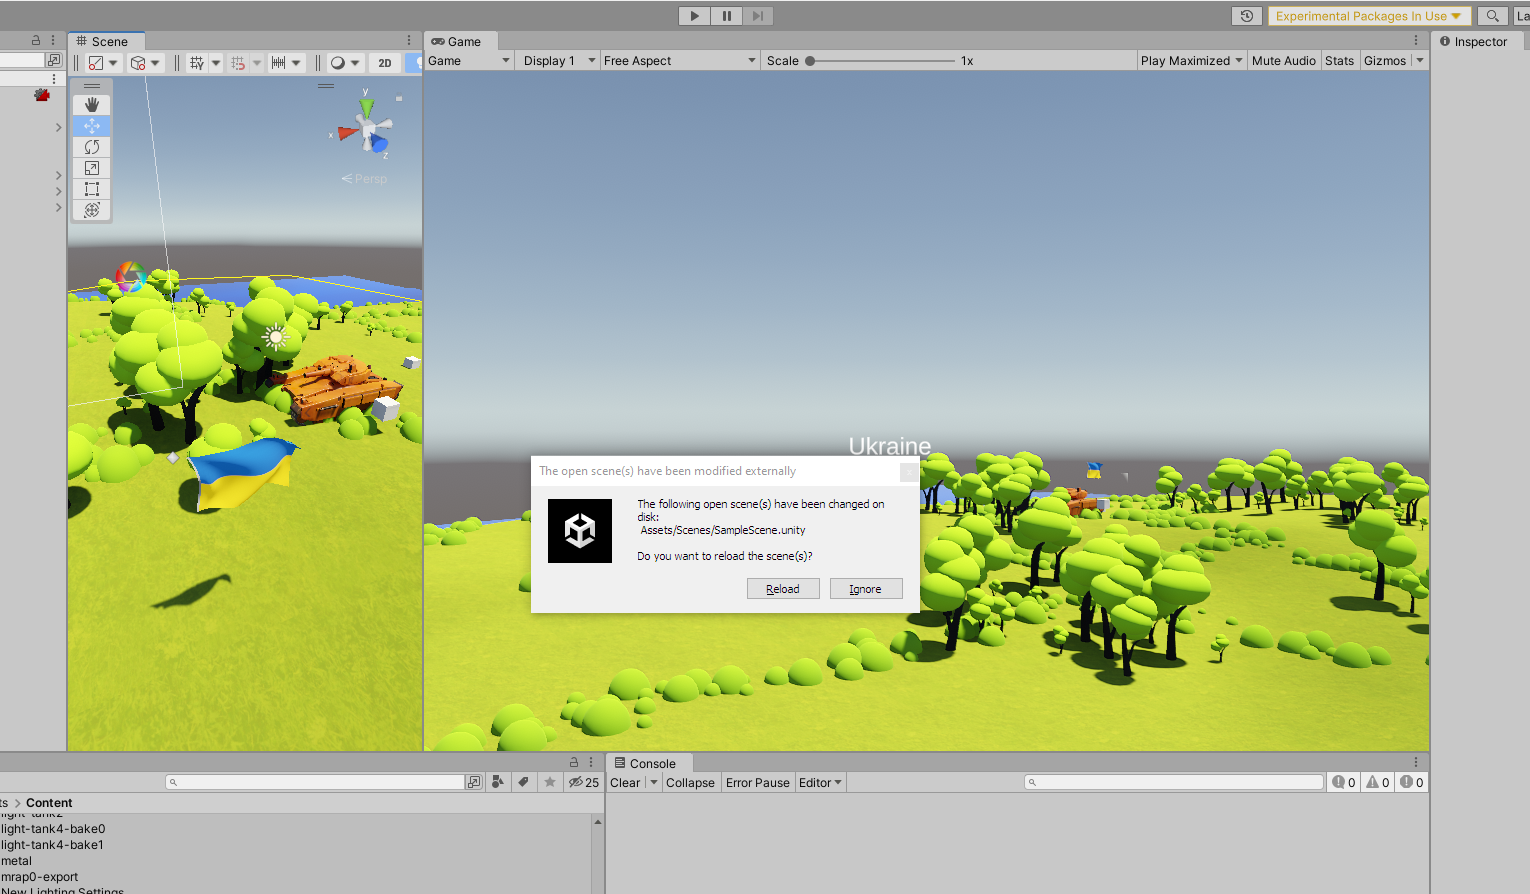 Experimental Packages In Use
La
Scene
Game
Inspector
2D
Game
Display 1
Free Aspect
Scale
1x
Play Maximized
Mute Audio
Stats
Gizmos
y
x
z
Persp
Ukraine
The open scene(s) have been modified externally
The following open scene(s) have been changed on
disk:
Assets/Scenes/SampleScene.unity
Do you want to reload the scene(s)?
Reload
Ignore
25
Console
Clear
Collapse
Error Pause
Editor
0
0
0
ts > Content
light-tank2
light-tank4-bake0
light-tank4-bake1
metal
mrap0-export
New Lighting Settings